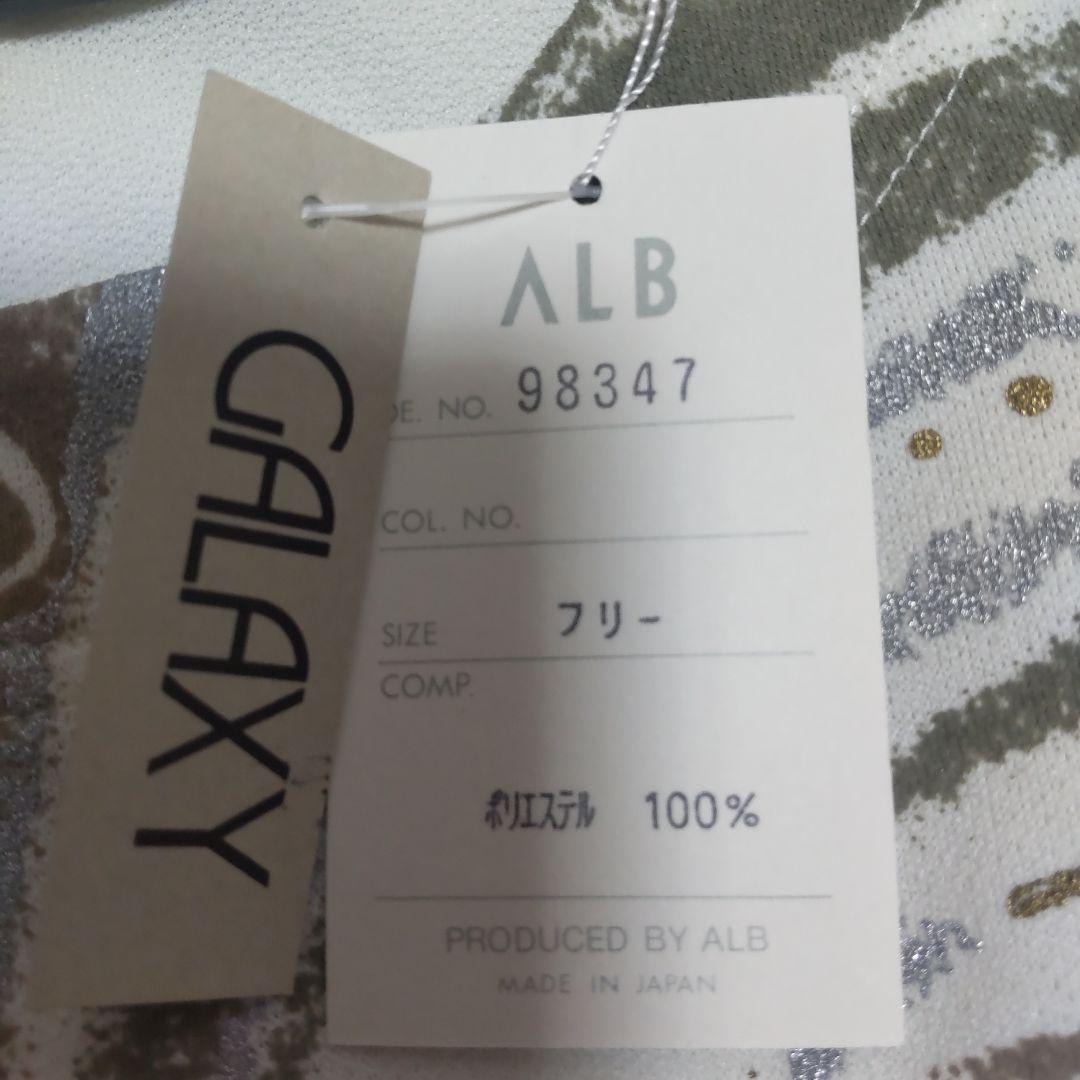 GALAXY
ALB
DE. NO. 98347
COL. NO.
SIZE フリー
COMP.
ポリエステル 100%
PRODUCED BY ALB
MADE IN JAPAN